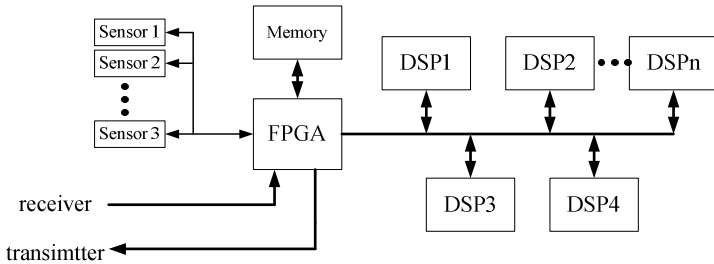 Sensor 1
Sensor 2
Sensor 3
Memory
FPGA
DSP1
DSP2
DSPn
DSP3
DSP4
receiver
transimtter